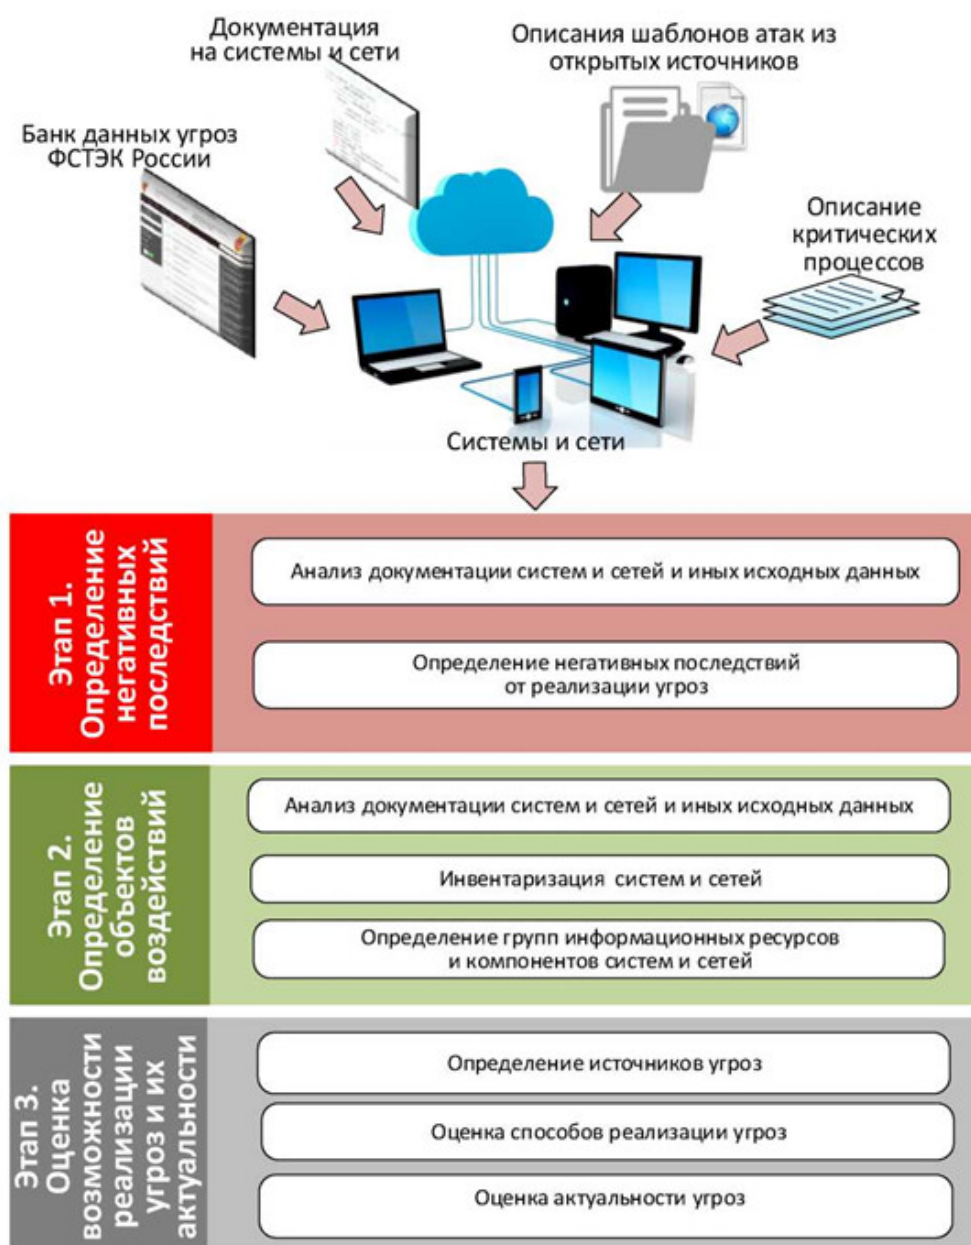 Документация
на системы и сети
Описания шаблонов атак из
открытых источников
Банк данных угроз
ФСТЭК России
Описание
критических
процессов
Системы и сети
Этап 1.
Определение
негативных
последствий
Анализ документации систем и сетей и иных исходных данных
Определение негативных последствий
от реализации угроз
Этап 2.
Определение
объектов
воздействий
Анализ документации систем и сетей и иных исходных данных
Инвентаризация систем и сетей
Определение групп информационных ресурсов
и компонентов систем и сетей
Этап 3.
Оценка
возможности
реализации
угроз и их
актуальности
Определение источников угроз
Оценка способов реализации угроз
Оценка актуальности угроз